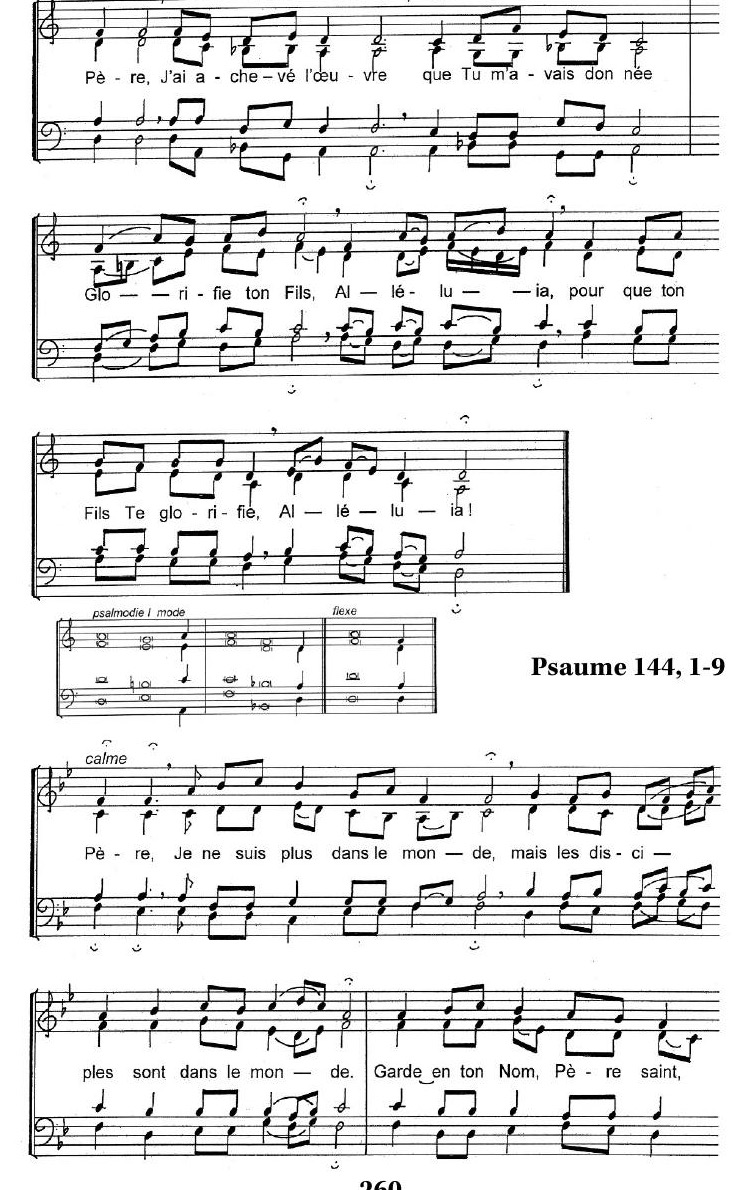 Pè - re, J'ai a - che – vé l'œu - vre que Tu m'a - vais don née
Glo — — ri - fie ton Fils, Al — lé - lu — — ia, pour que ton
Fils Te glo - ri - fie, Al — lé — lu — ia !
psalmodie I mode flexe
Psaume 144, 1-9
calme
Pè - re, Je ne suis plus dans le mon — de, mais les dis - ci —
ples sont dans le mon — de. Garde en ton Nom, Pè - re saint,
260